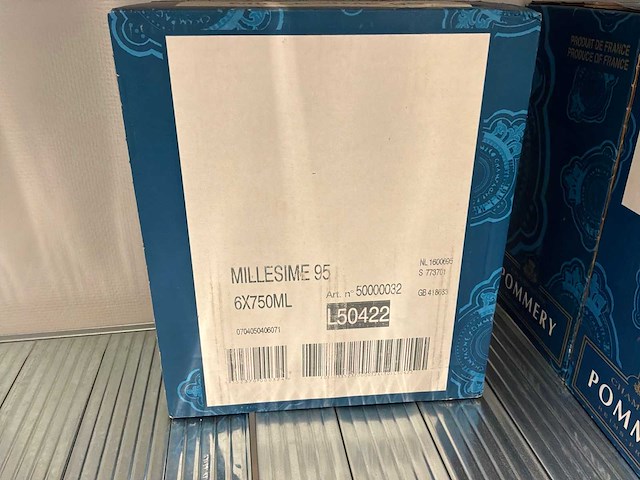 MILLESIME 95
6X750ML
Art. n° 50000032
L50422
0704050406071
NL 1600695
S 773701
GB 418683
PRODUIT DE FRANCE
PRODUCE OF FRANCE
POMMERY
POMM